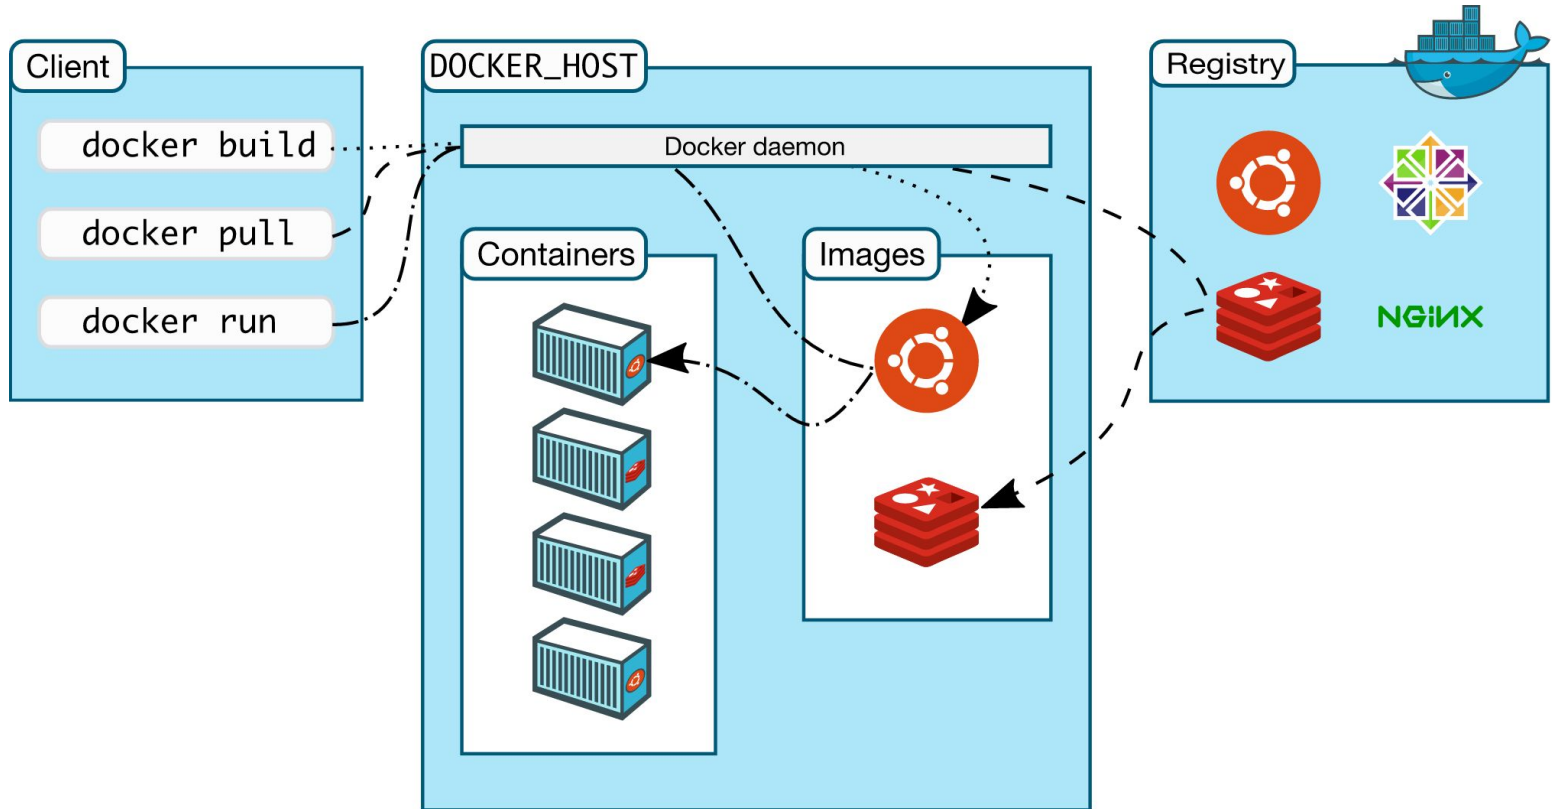 Client
docker build
docker pull
docker run
DOCKER_HOST
Docker daemon
Containers
Images
Registry
NGiNX